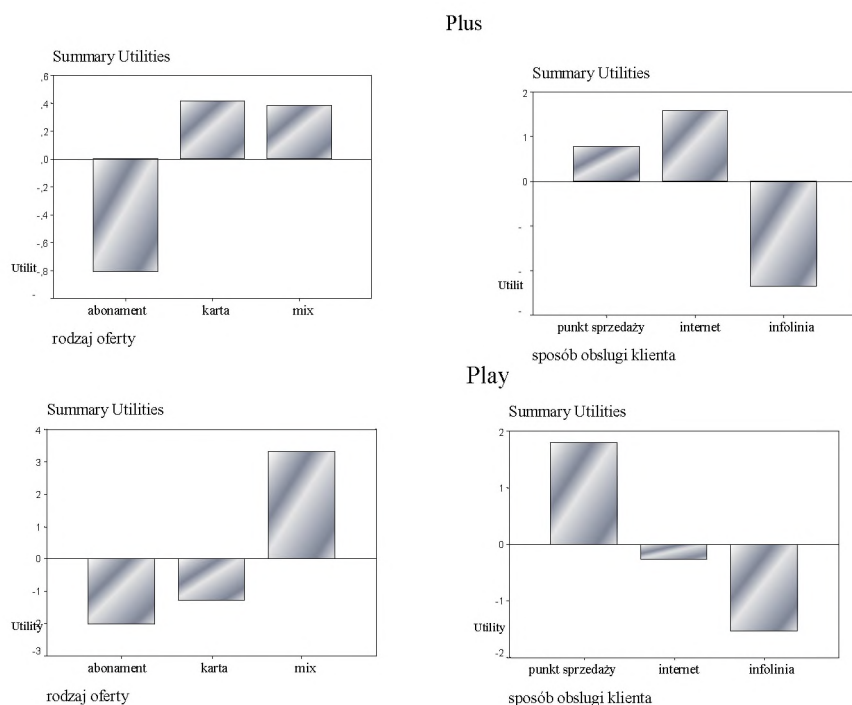 Plus
Summary Utilities
,6
,4
,2
,0
-,2
-,4
-,6
Utilit-,8
-
abonament karta mix
rodzaj oferty
Summary Utilities
2
1
0
-
-
Utilit
-
punkt sprzedaży internet infolinia
sposób obslugi klienta
Play
Summary Utilities
4
3
2
1
0
-1
Utility-2
-3
abonament karta mix
rodzaj oferty
Summary Utilities
2
1
0
-1
Utility
-2
punkt sprzedaży internet infolinia
sposób obslugi klienta